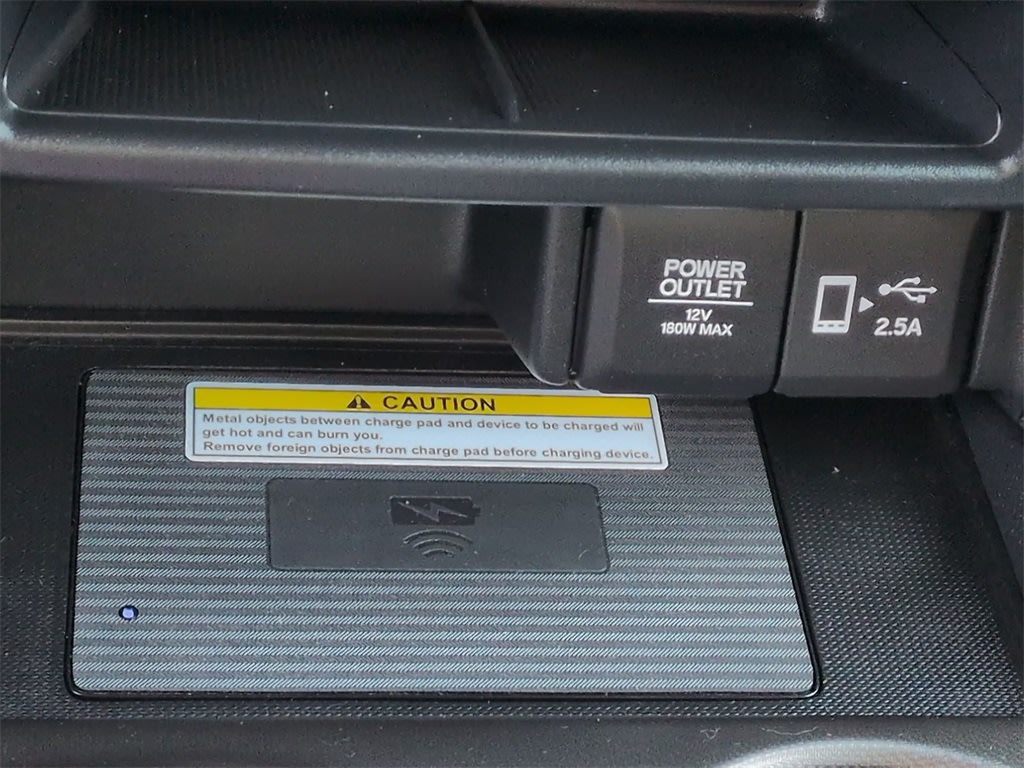 POWER
OUTLET
12V
180W MAX
2.5A
CAUTION
Metal objects between charge pad and device to be charged will
get hot and can burn you.
Remove foreign objects from charge pad before charging device.